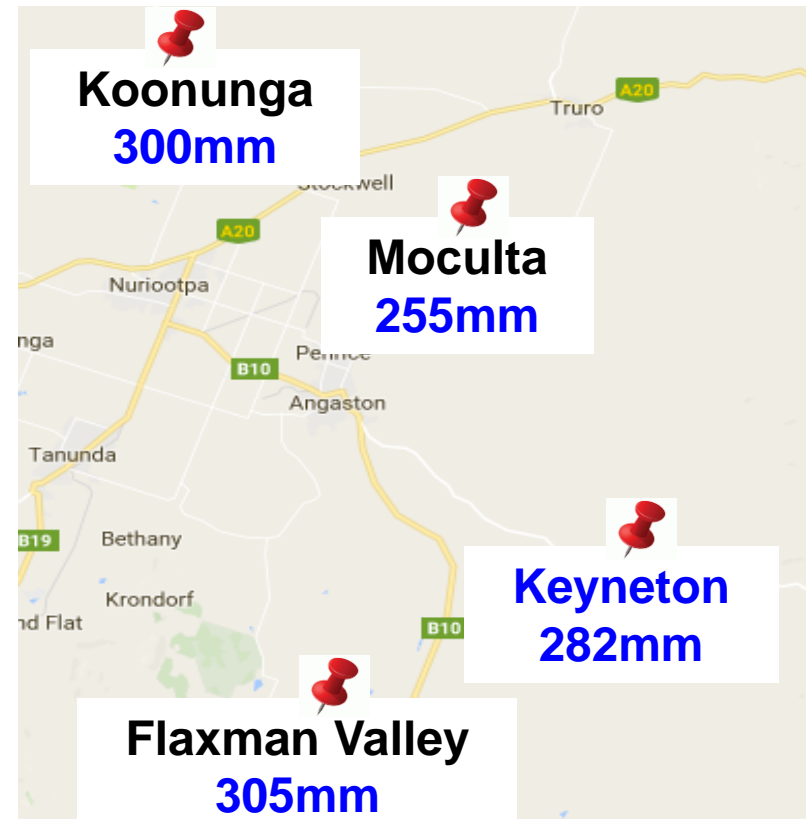 Koonunga
300mm
A20
Truro
Stockwell
A20
Moculta
255mm
Nuriootpa
nga
Penrice
B10
Angaston
Tanunda
B19
Bethany
Keyneton
282mm
Krondorf
nd Flat
B10
Flaxman Valley
305mm